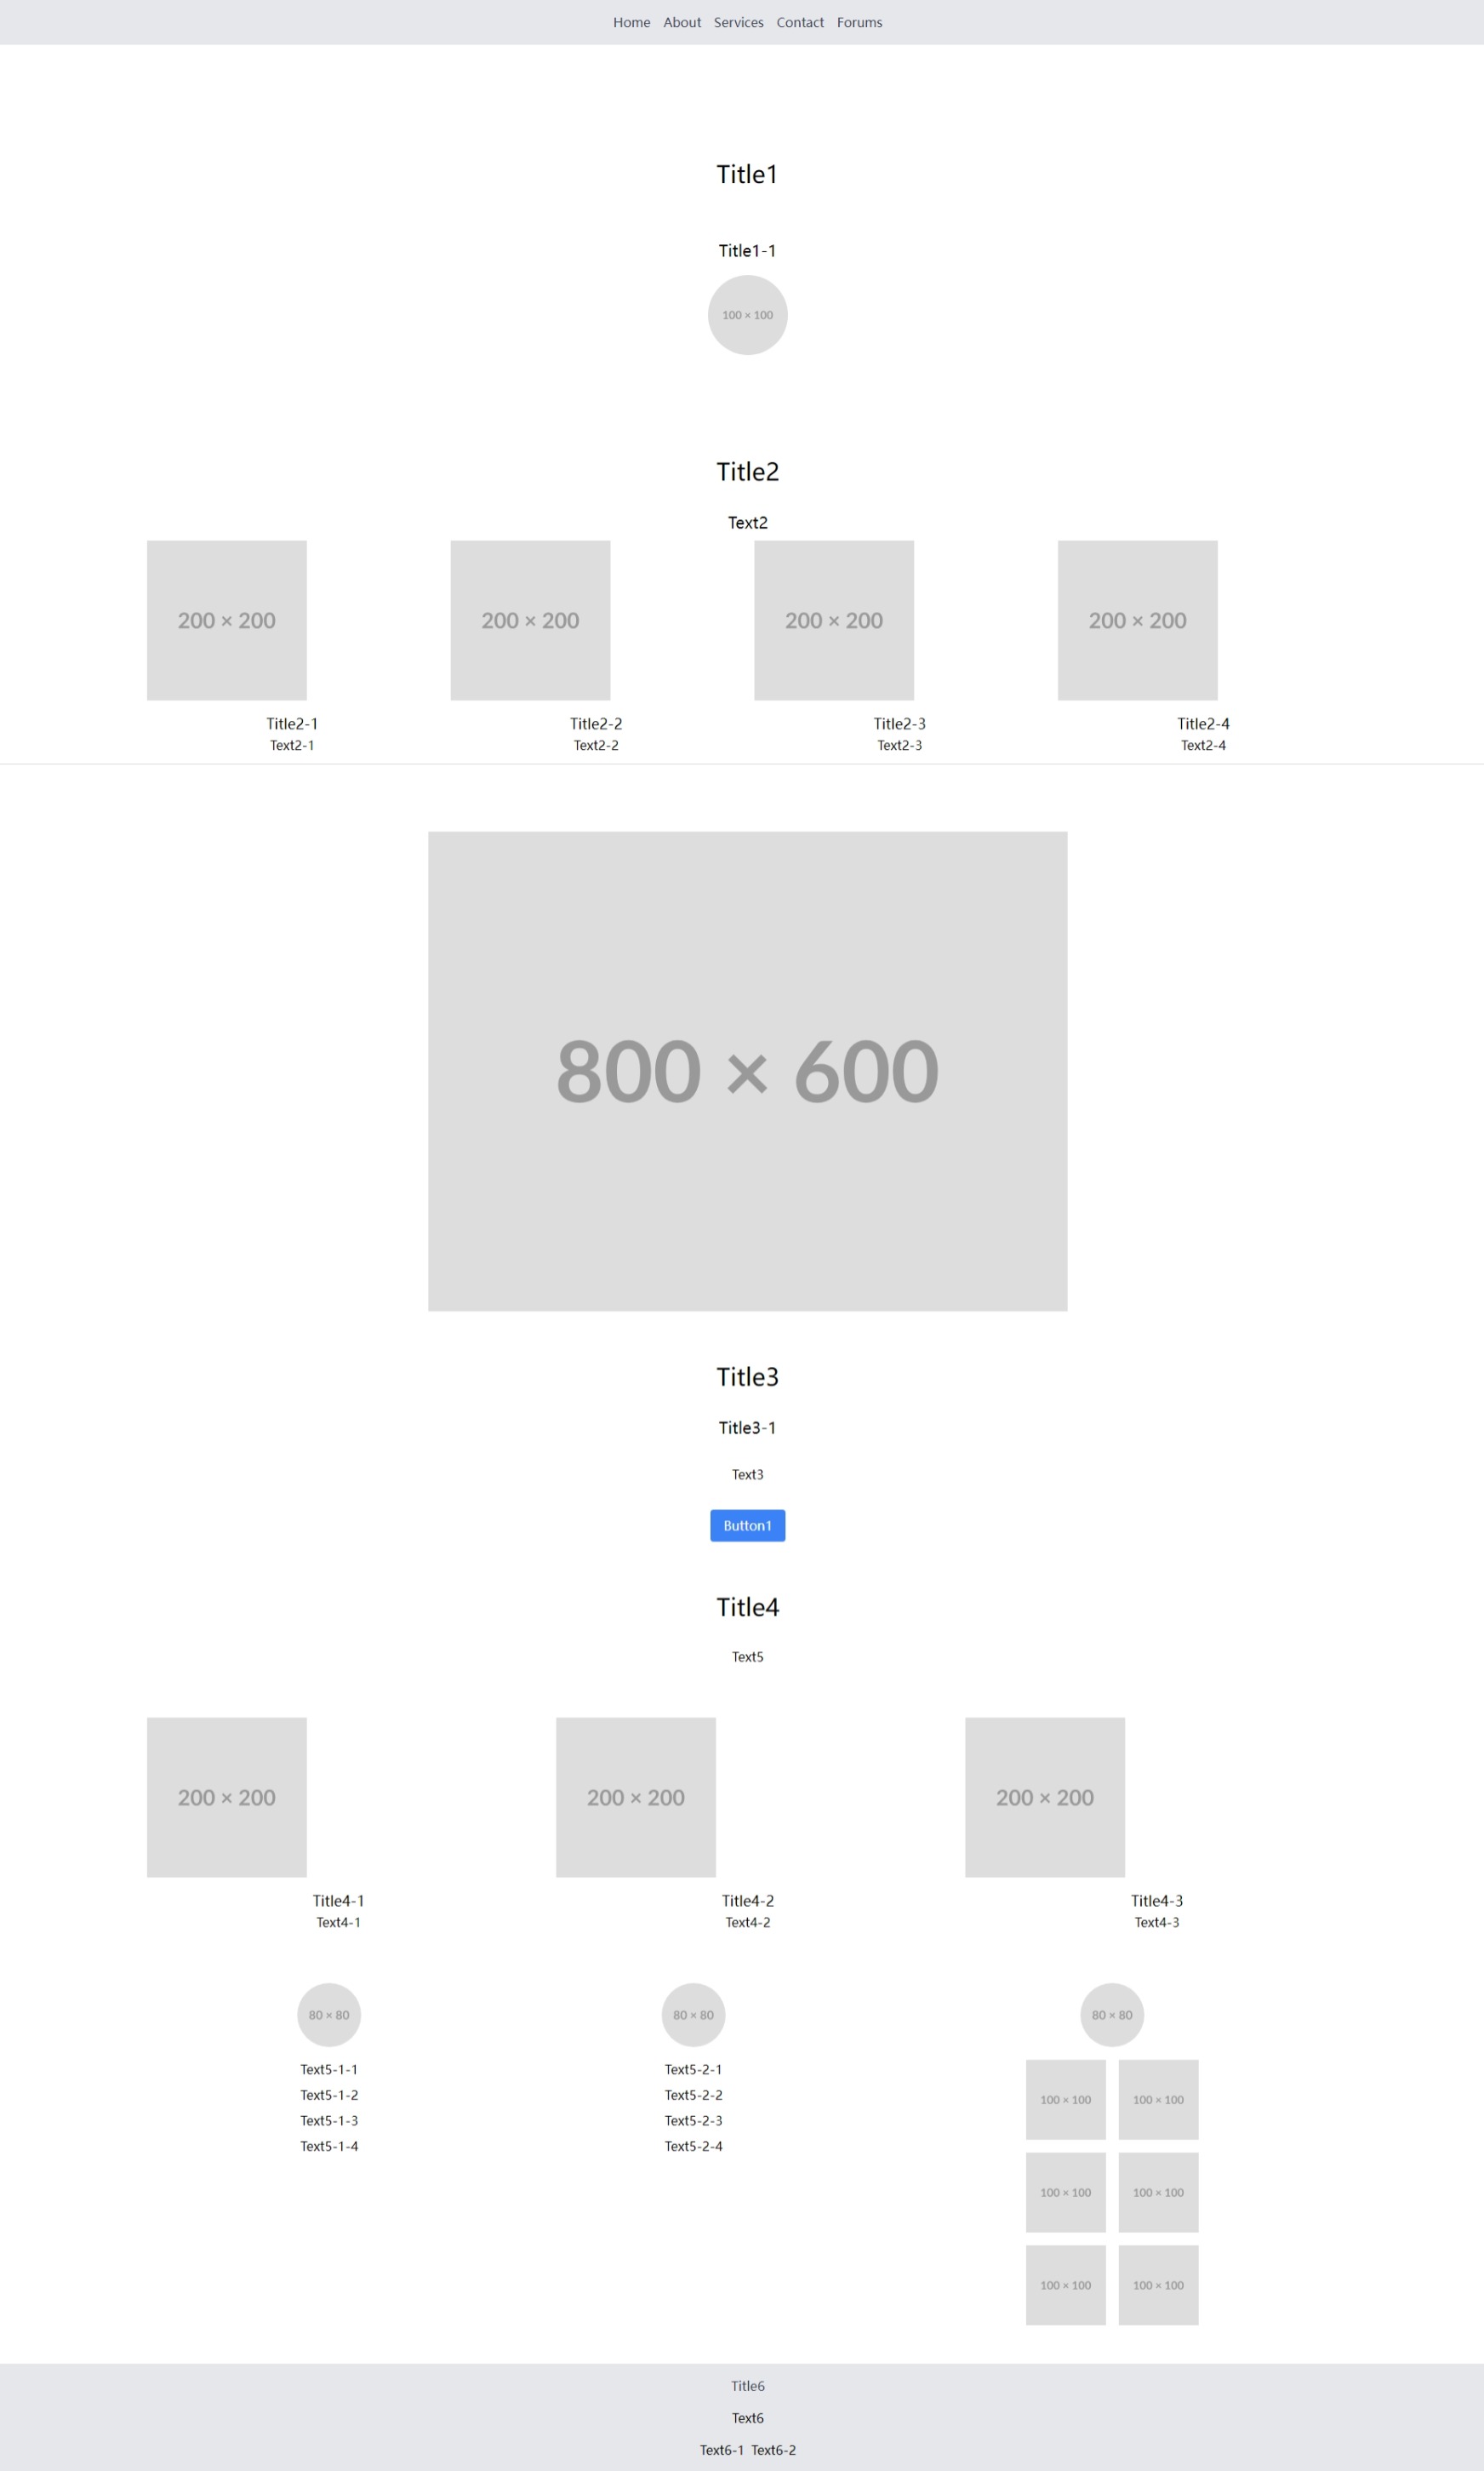 Home About Services Contact Forums
Title1
Title1-1
100 × 100
Title2
Text2
200 × 200 200 × 200 200 × 200 200 × 200
Title2-1 Title2-2 Title2-3 Title2-4
Text2-1 Text2-2 Text2-3 Text2-4
800 × 600
Title3
Title3-1
Text3
Button1
Title4
Text5
200 × 200 200 × 200 200 × 200
Title4-1 Title4-2 Title4-3
Text4-1 Text4-2 Text4-3
80 × 80
Text5-1-1
Text5-1-2
Text5-1-3
Text5-1-4
80 × 80
Text5-2-1
Text5-2-2
Text5-2-3
Text5-2-4
80 × 80
100 × 100 100 × 100
100 × 100 100 × 100
100 × 100 100 × 100
Title6
Text6
Text6-1 Text6-2